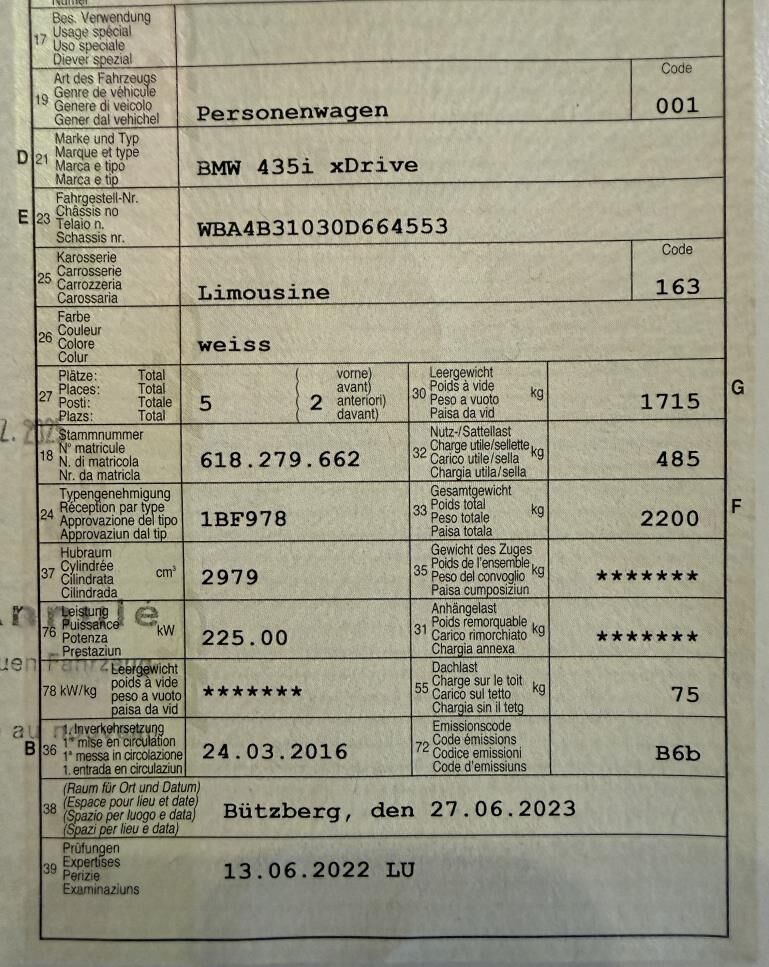 17 Bes. Verwendung
Usage spécial
Uso speciale
Diever spezial
19 Art des Fahrzeugs
Genre de véhicule
Genere di veicolo
Gener dal vehichel
Personenwagen
Code
001
D 21 Marke und Typ
Marque et type
Marca e tipo
Marca e tip
BMW 435i xDrive
E 23 Fahrgestell-Nr.
Châssis no
Telaio n.
Schassis nr.
WBA4B31030D664553
25 Karosserie
Carrosserie
Carrozzeria
Carossaria
Limousine
Code
163
26 Farbe
Couleur
Colore
Colur
weiss
27 Plätze: Total
Places: Total
Posti: Totale
Plazs: Total
5
( vorne)
( avant)
( anteriori)
( davant)
2
30 Leergewicht
Poids à vide
Peso a vuoto
Paisa da vid
kg
1715
G
18 Stammnummer
N° matricule
N. di matricola
Nr. da matricla
618.279.662
32 Nutz-/Sattellast
Charge utile/sellette
Carico utile/sella
Chargia utila/sella
kg
485
24 Typengenehmigung
Réception par type
Approvazione del tipo
Approvaziun dal tip
1BF978
33 Gesamtgewicht
Poids total
Peso totale
Paisa totala
kg
2200
F
37 Hubraum
Cylindrée
Cilindrata
Cilindrada
cm³
2979
35 Gewicht des Zuges
Poids de l'ensemble
Peso del convoglio
Paisa cumposiziun
kg
*******
76 Leistung
Puissance
Potenza
Prestaziun
kW
225.00
31 Anhängelast
Poids remorquable
Carico rimorchiato
Chargia annexa
kg
*******
78 kW/kg
Leergewicht
poids à vide
peso a vuoto
paisa da vid
*******
55 Dachlast
Charge sur le toit
Carico sul tetto
Chargia sin il tetg
kg
75
B 36 1. Inverkehrsetzung
1re mise en circulation
1a messa in circolazione
1. entrada en circulaziun
24.03.2016
72 Emissionscode
Code émissions
Codice emissioni
Code d'emissiuns
B6b
38 (Raum für Ort und Datum)
(Espace pour lieu et date)
(Spazio per luogo e data)
(Spazi per lieu e data)
Bützberg, den 27.06.2023
39 Prüfungen
Expertises
Perizie
Examinaziuns
13.06.2022 LU